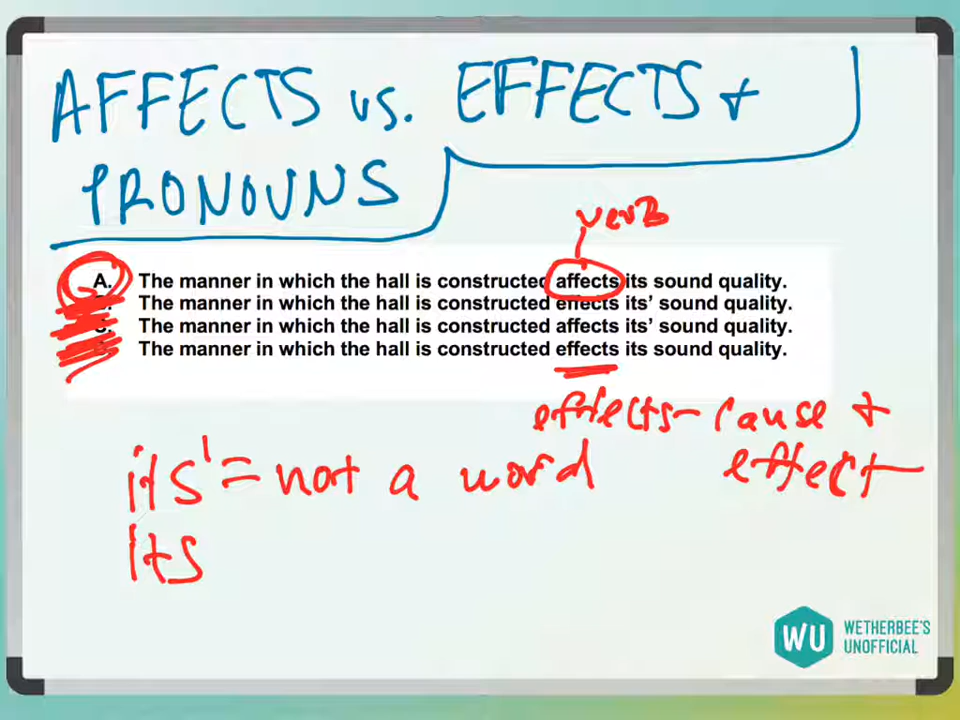 AFFECTS vs. EFFECTS +
PRONOUNS
verb
A. The manner in which the hall is constructed affects its sound quality.
The manner in which the hall is constructed effects its’ sound quality.
The manner in which the hall is constructed affects its’ sound quality.
The manner in which the hall is constructed effects its sound quality.
effects - cause +
effect
its' = not a word
its
WU WETHERBEE'S
UNOFFICIAL